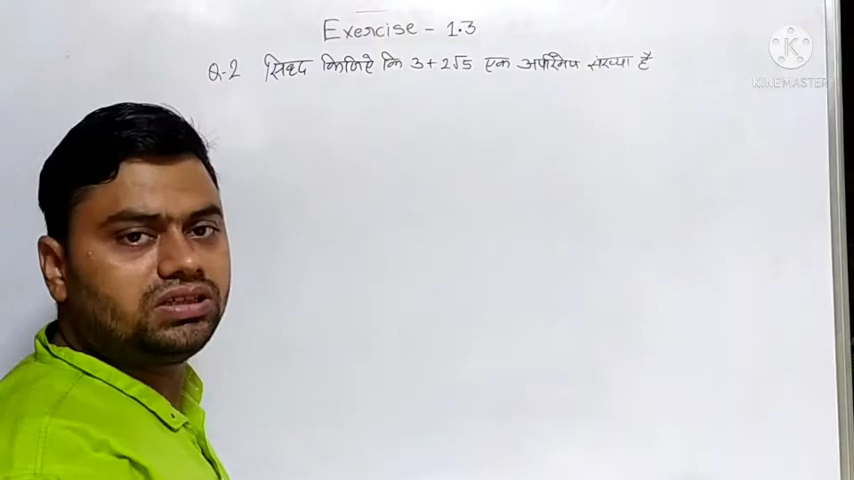 Exercise - 1.3
Q-2 सिध्द किजिऐ कि 3+2√5 एक अपरिमेय संख्या है
K
KINEMASTER